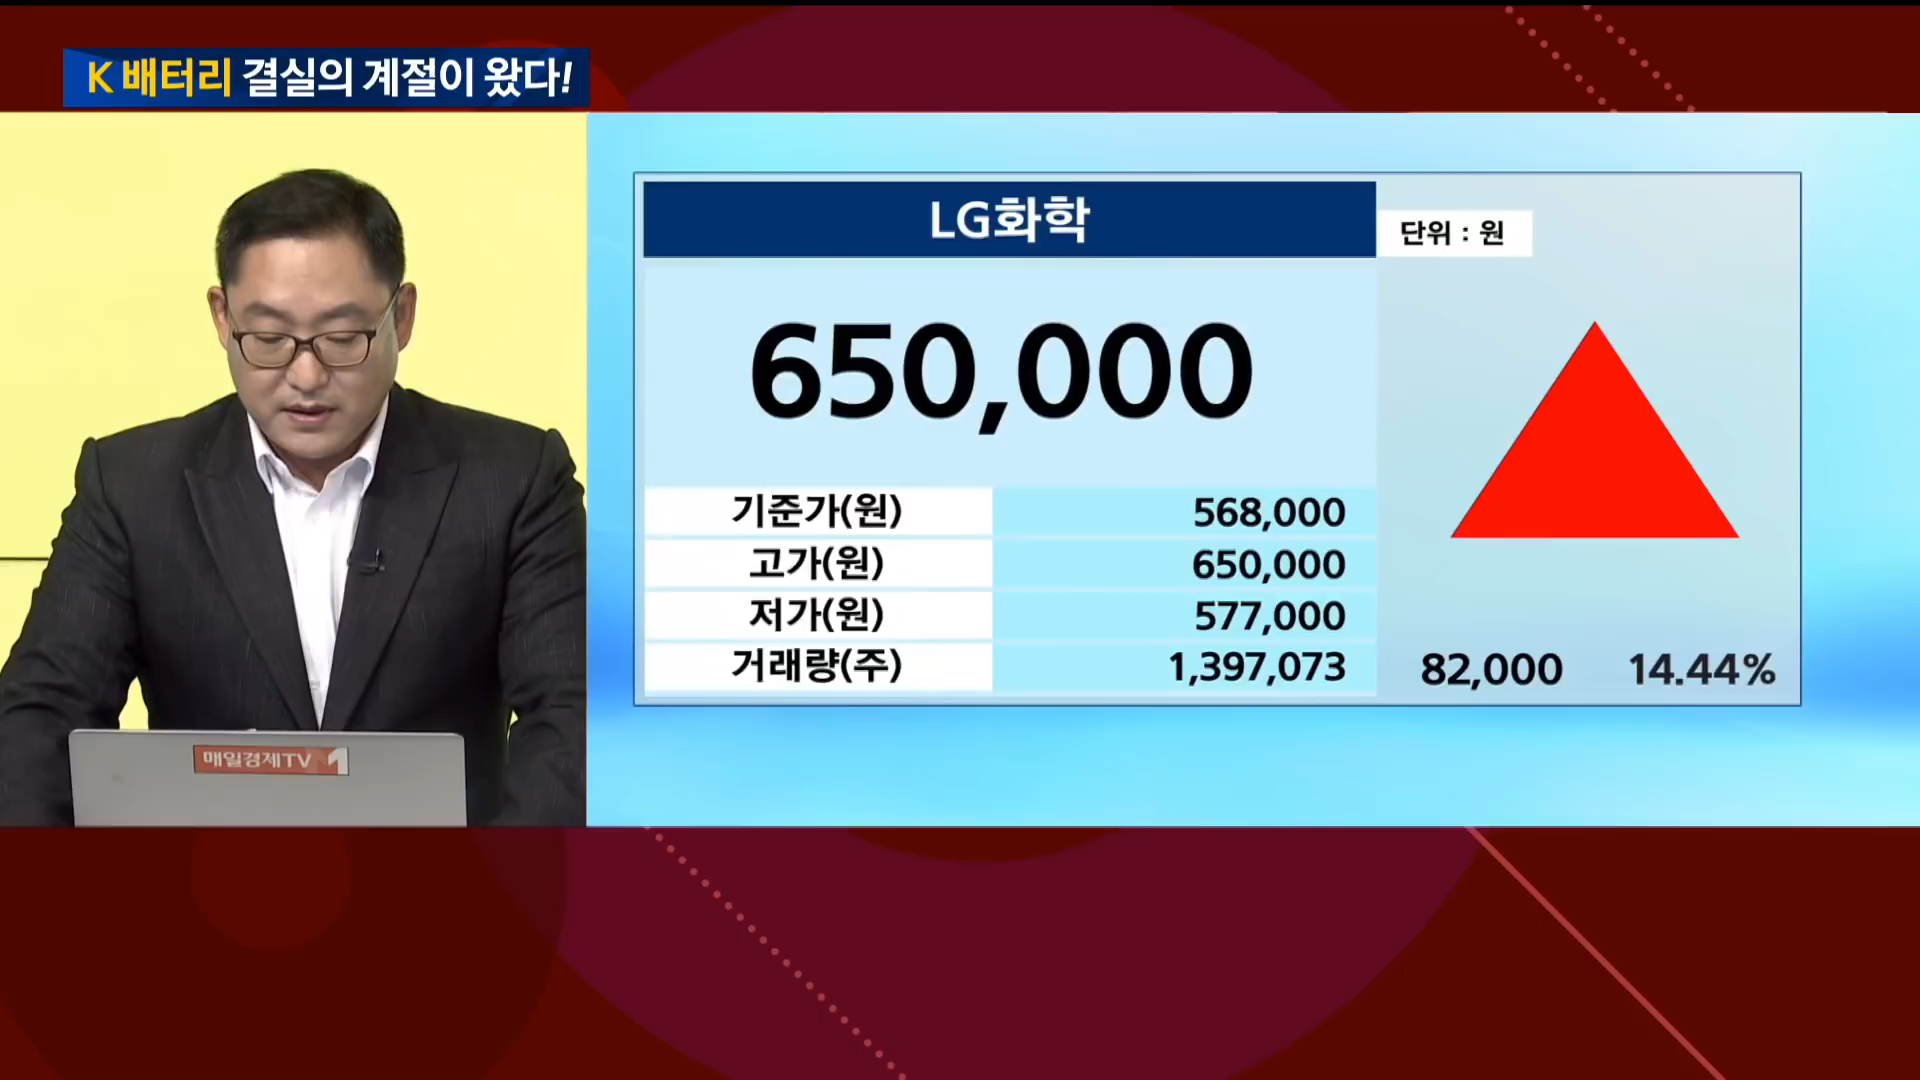 K 배터리 결실의 계절이 왔다!
LG화학
단위 : 원
650,000
기준가(원) 568,000
고가(원) 650,000
저가(원) 577,000
거래량(주) 1,397,073
82,000 14.44%
매일경제TV